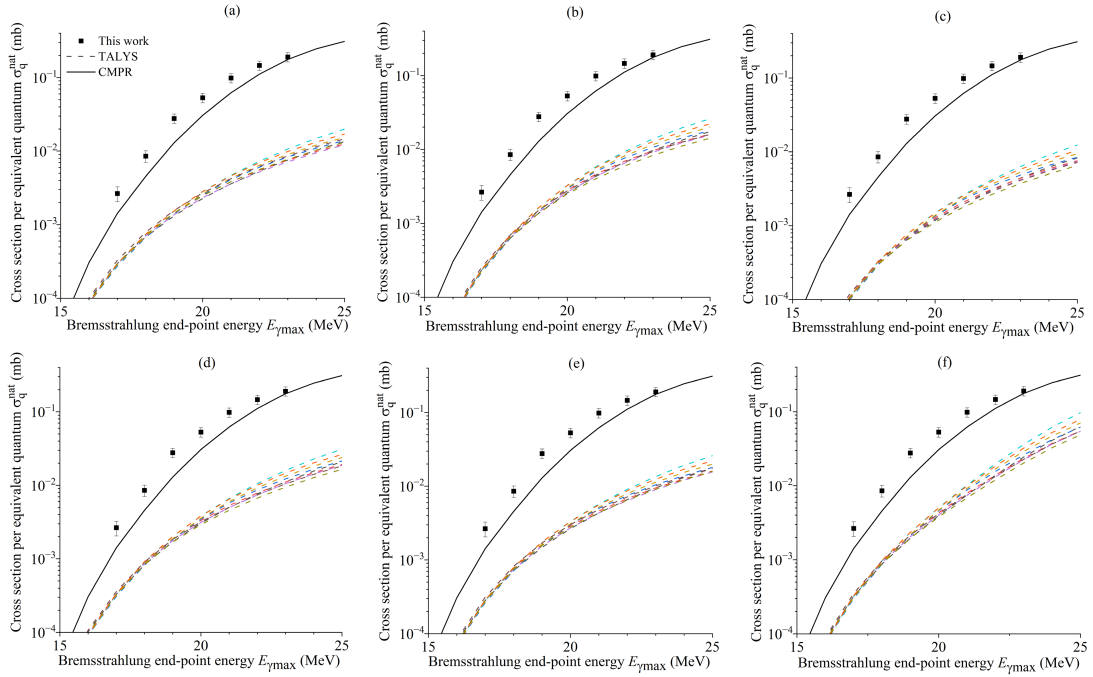 (a)
Cross section per equivalent quantum σ_q^nat (mb)
This work
TALYS
CMPR
10⁻¹
10⁻²
10⁻³
10⁻⁴
15
20
25
Bremsstrahlung end-point energy E_γmax (MeV)
(b)
Cross section per equivalent quantum σ_q^nat (mb)
10⁻¹
10⁻²
10⁻³
10⁻⁴
15
20
25
Bremsstrahlung end-point energy E_γmax (MeV)
(c)
Cross section per equivalent quantum σ_q^nat (mb)
10⁻¹
10⁻²
10⁻³
10⁻⁴
15
20
25
Bremsstrahlung end-point energy E_γmax (MeV)
(d)
Cross section per equivalent quantum σ_q^nat (mb)
10⁻¹
10⁻²
10⁻³
10⁻⁴
15
20
25
Bremsstrahlung end-point energy E_γmax (MeV)
(e)
Cross section per equivalent quantum σ_q^nat (mb)
10⁻¹
10⁻²
10⁻³
10⁻⁴
15
20
25
Bremsstrahlung end-point energy E_γmax (MeV)
(f)
Cross section per equivalent quantum σ_q^nat (mb)
10⁻¹
10⁻²
10⁻³
10⁻⁴
15
20
25
Bremsstrahlung end-point energy E_γmax (MeV)